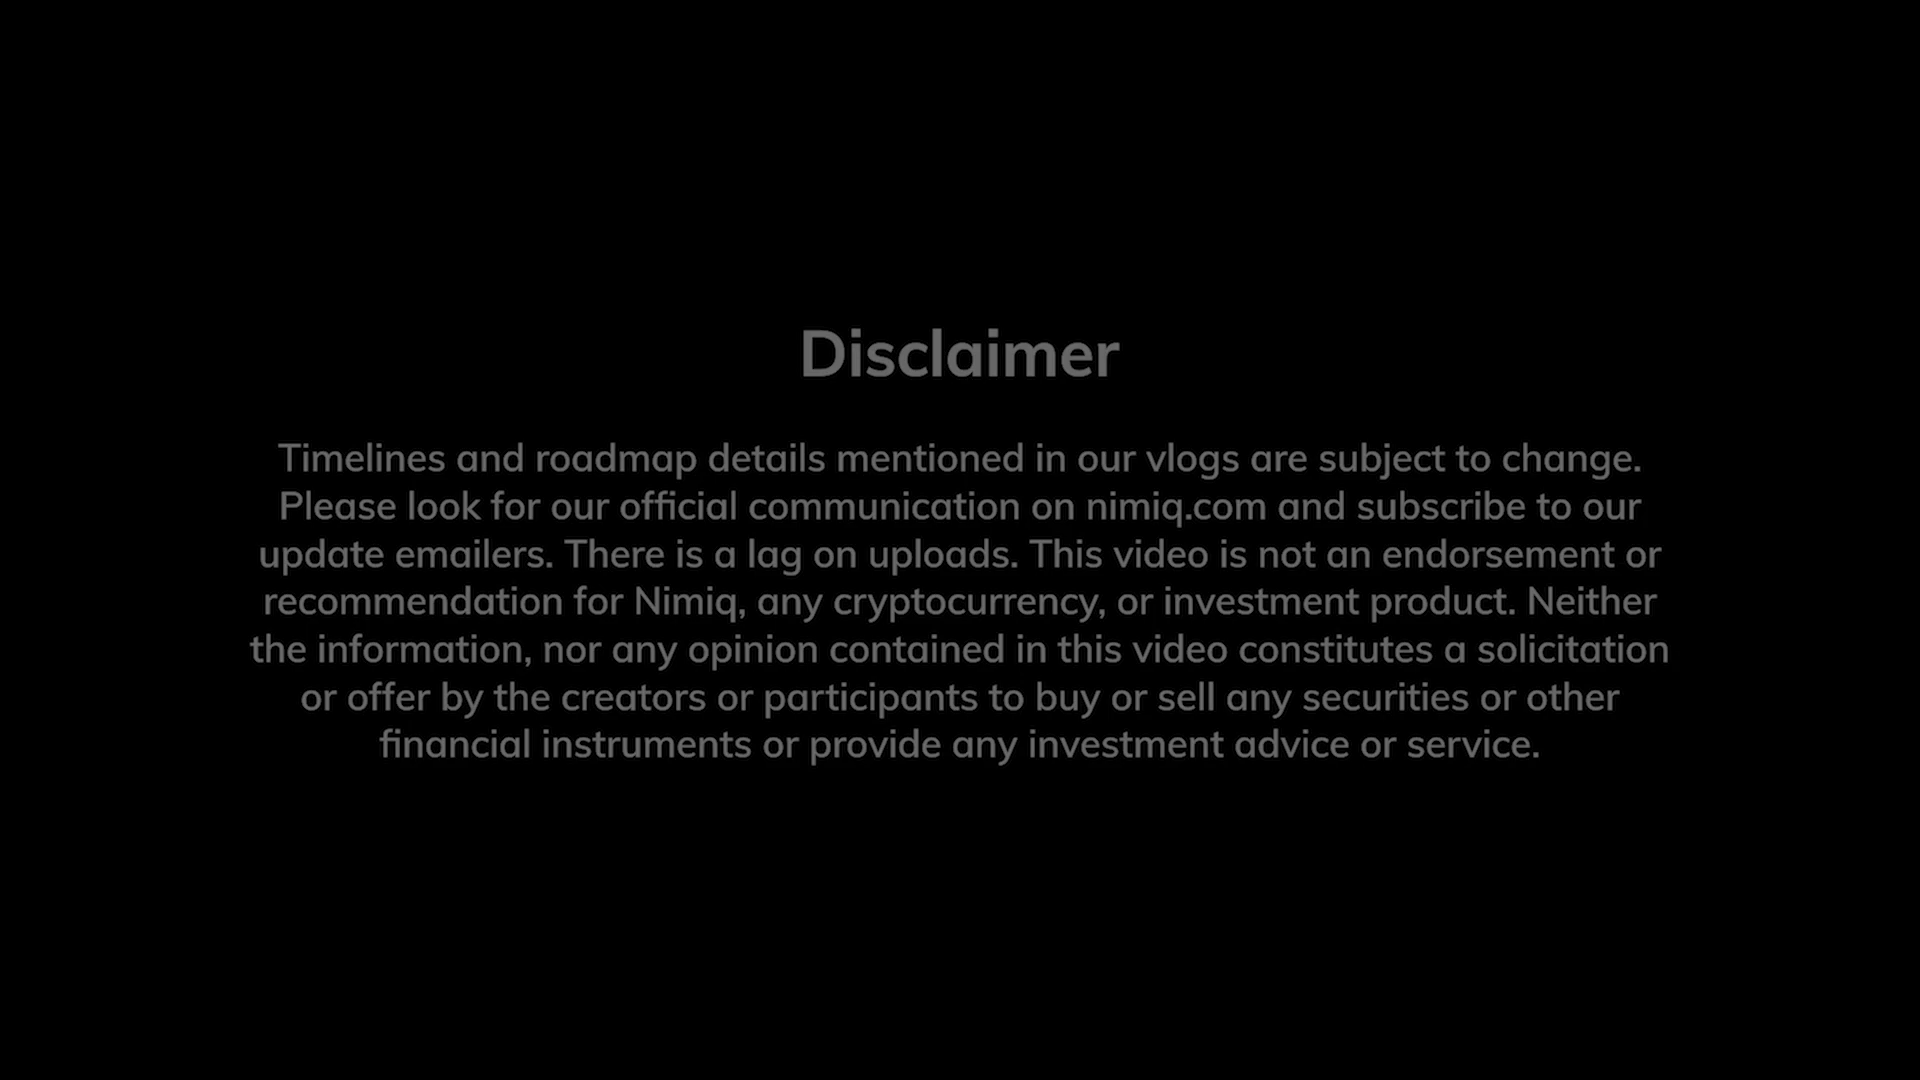 Disclaimer
Timelines and roadmap details mentioned in our vlogs are subject to change.
Please look for our official communication on nimiq.com and subscribe to our
update emailers. There is a lag on uploads. This video is not an endorsement or
recommendation for Nimiq, any cryptocurrency, or investment product. Neither
the information, nor any opinion contained in this video constitutes a solicitation
or offer by the creators or participants to buy or sell any securities or other
financial instruments or provide any investment advice or service.